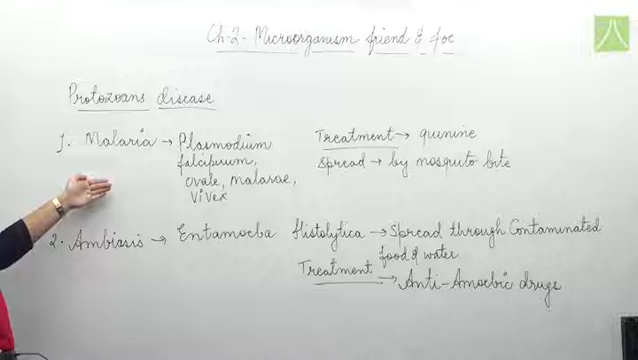 Ch-2- Microorganism friend & foe
Protozoans disease
1. Malaria → Plasmodium
falciparum,
ovale, malarae,
vivex
Treatment → quinine
Spread → by mosquito bite
2. Ambiasis → Entamoeba Histolytica → Spread through Contaminated
food & water.
Treatment → Anti-Amoebic drugs